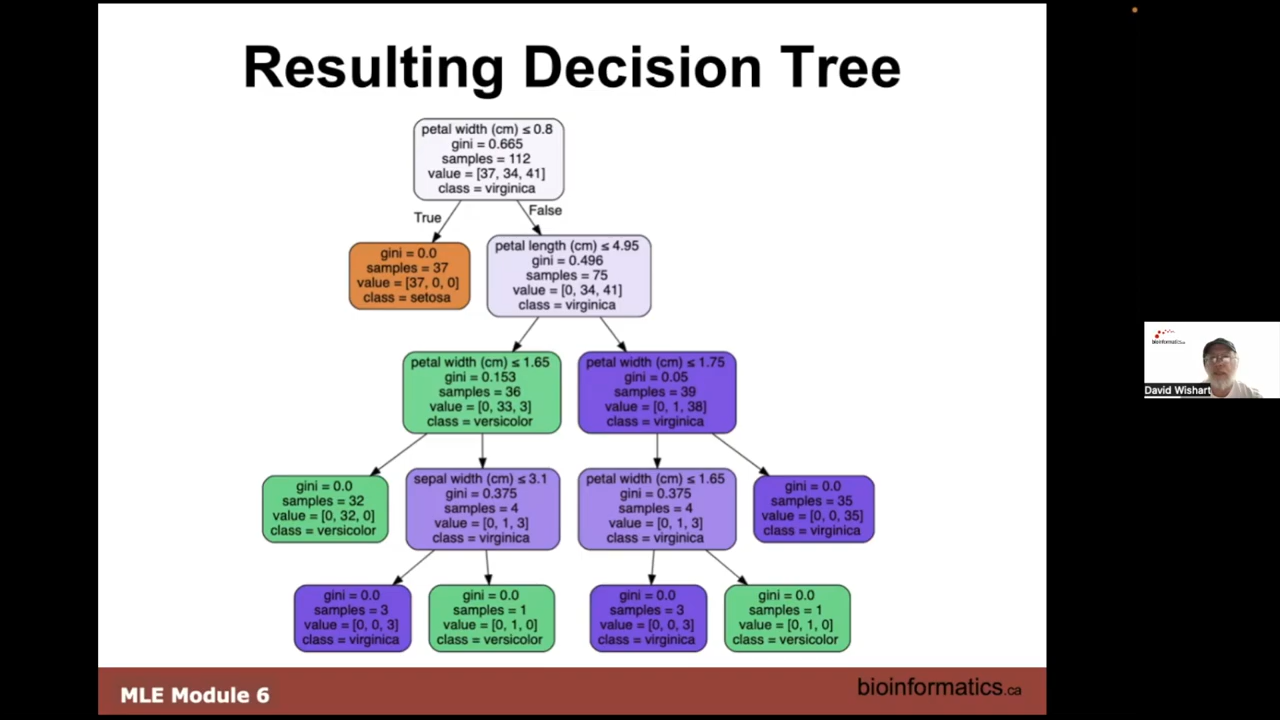 Resulting Decision Tree
petal width (cm) ≤ 0.8
gini = 0.665
samples = 112
value = [37, 34, 41]
class = virginica
True
False
gini = 0.0
samples = 37
value = [37, 0, 0]
class = setosa
petal length (cm) ≤ 4.95
gini = 0.496
samples = 75
value = [0, 34, 41]
class = virginica
petal width (cm) ≤ 1.65
gini = 0.153
samples = 36
value = [0, 33, 3]
class = versicolor
petal width (cm) ≤ 1.75
gini = 0.05
samples = 39
value = [0, 1, 38]
class = virginica
gini = 0.0
samples = 32
value = [0, 32, 0]
class = versicolor
sepal width (cm) ≤ 3.1
gini = 0.375
samples = 4
value = [0, 1, 3]
class = virginica
petal width (cm) ≤ 1.65
gini = 0.375
samples = 4
value = [0, 1, 3]
class = virginica
gini = 0.0
samples = 35
value = [0, 0, 35]
class = virginica
gini = 0.0
samples = 3
value = [0, 0, 3]
class = virginica
gini = 0.0
samples = 1
value = [0, 1, 0]
class = versicolor
gini = 0.0
samples = 3
value = [0, 0, 3]
class = virginica
gini = 0.0
samples = 1
value = [0, 1, 0]
class = versicolor
MLE Module 6
bioinformatics.ca
bioinformatics.ca
David Wishart